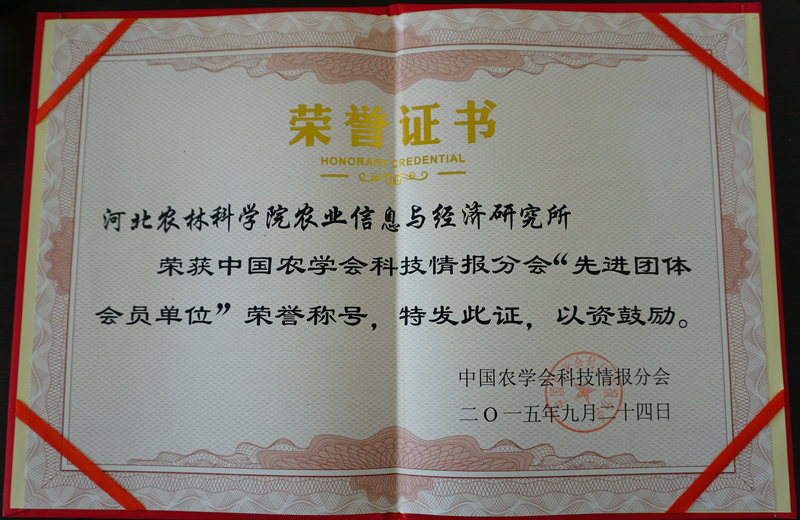 荣誉证书
HONORARY CREDENTIAL
河北农林科学院农业信息与经济研究所
荣获中国农学会科技情报分会“先进团体
会员单位”荣誉称号，特发此证，以资鼓励。
中国农学会科技情报分会
二〇一五年九月二十四日